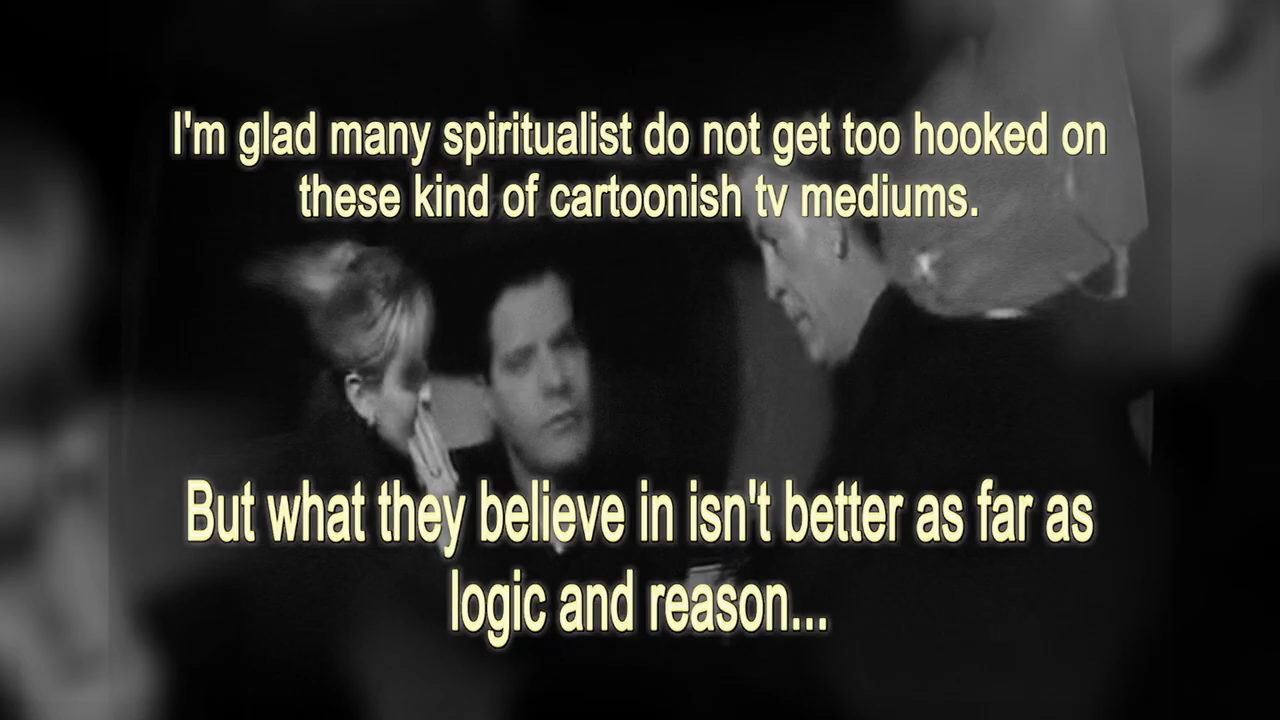 I'm glad many spiritualist do not get too hooked on
these kind of cartoonish tv mediums.
But what they believe in isn't better as far as
logic and reason...